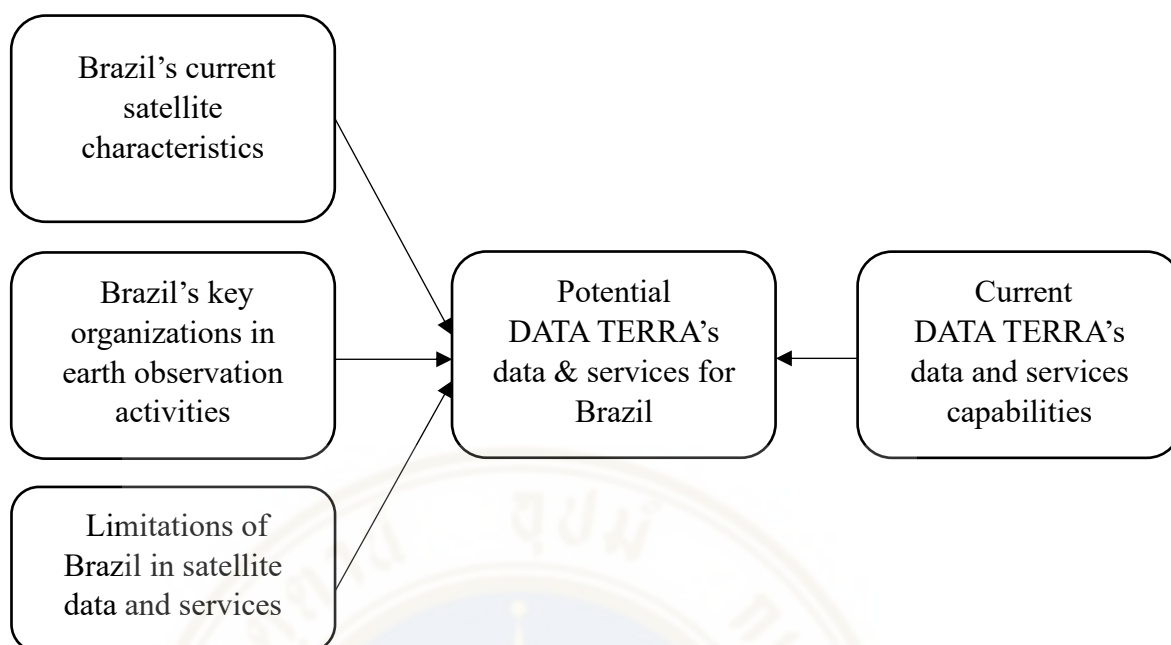 Brazil’s current
satellite
characteristics
Brazil’s key
organizations in
earth observation
activities
Limitations of
Brazil in satellite
data and services
Potential
DATA TERRA’s
data & services for
Brazil
Current
DATA TERRA’s
data and services
capabilities